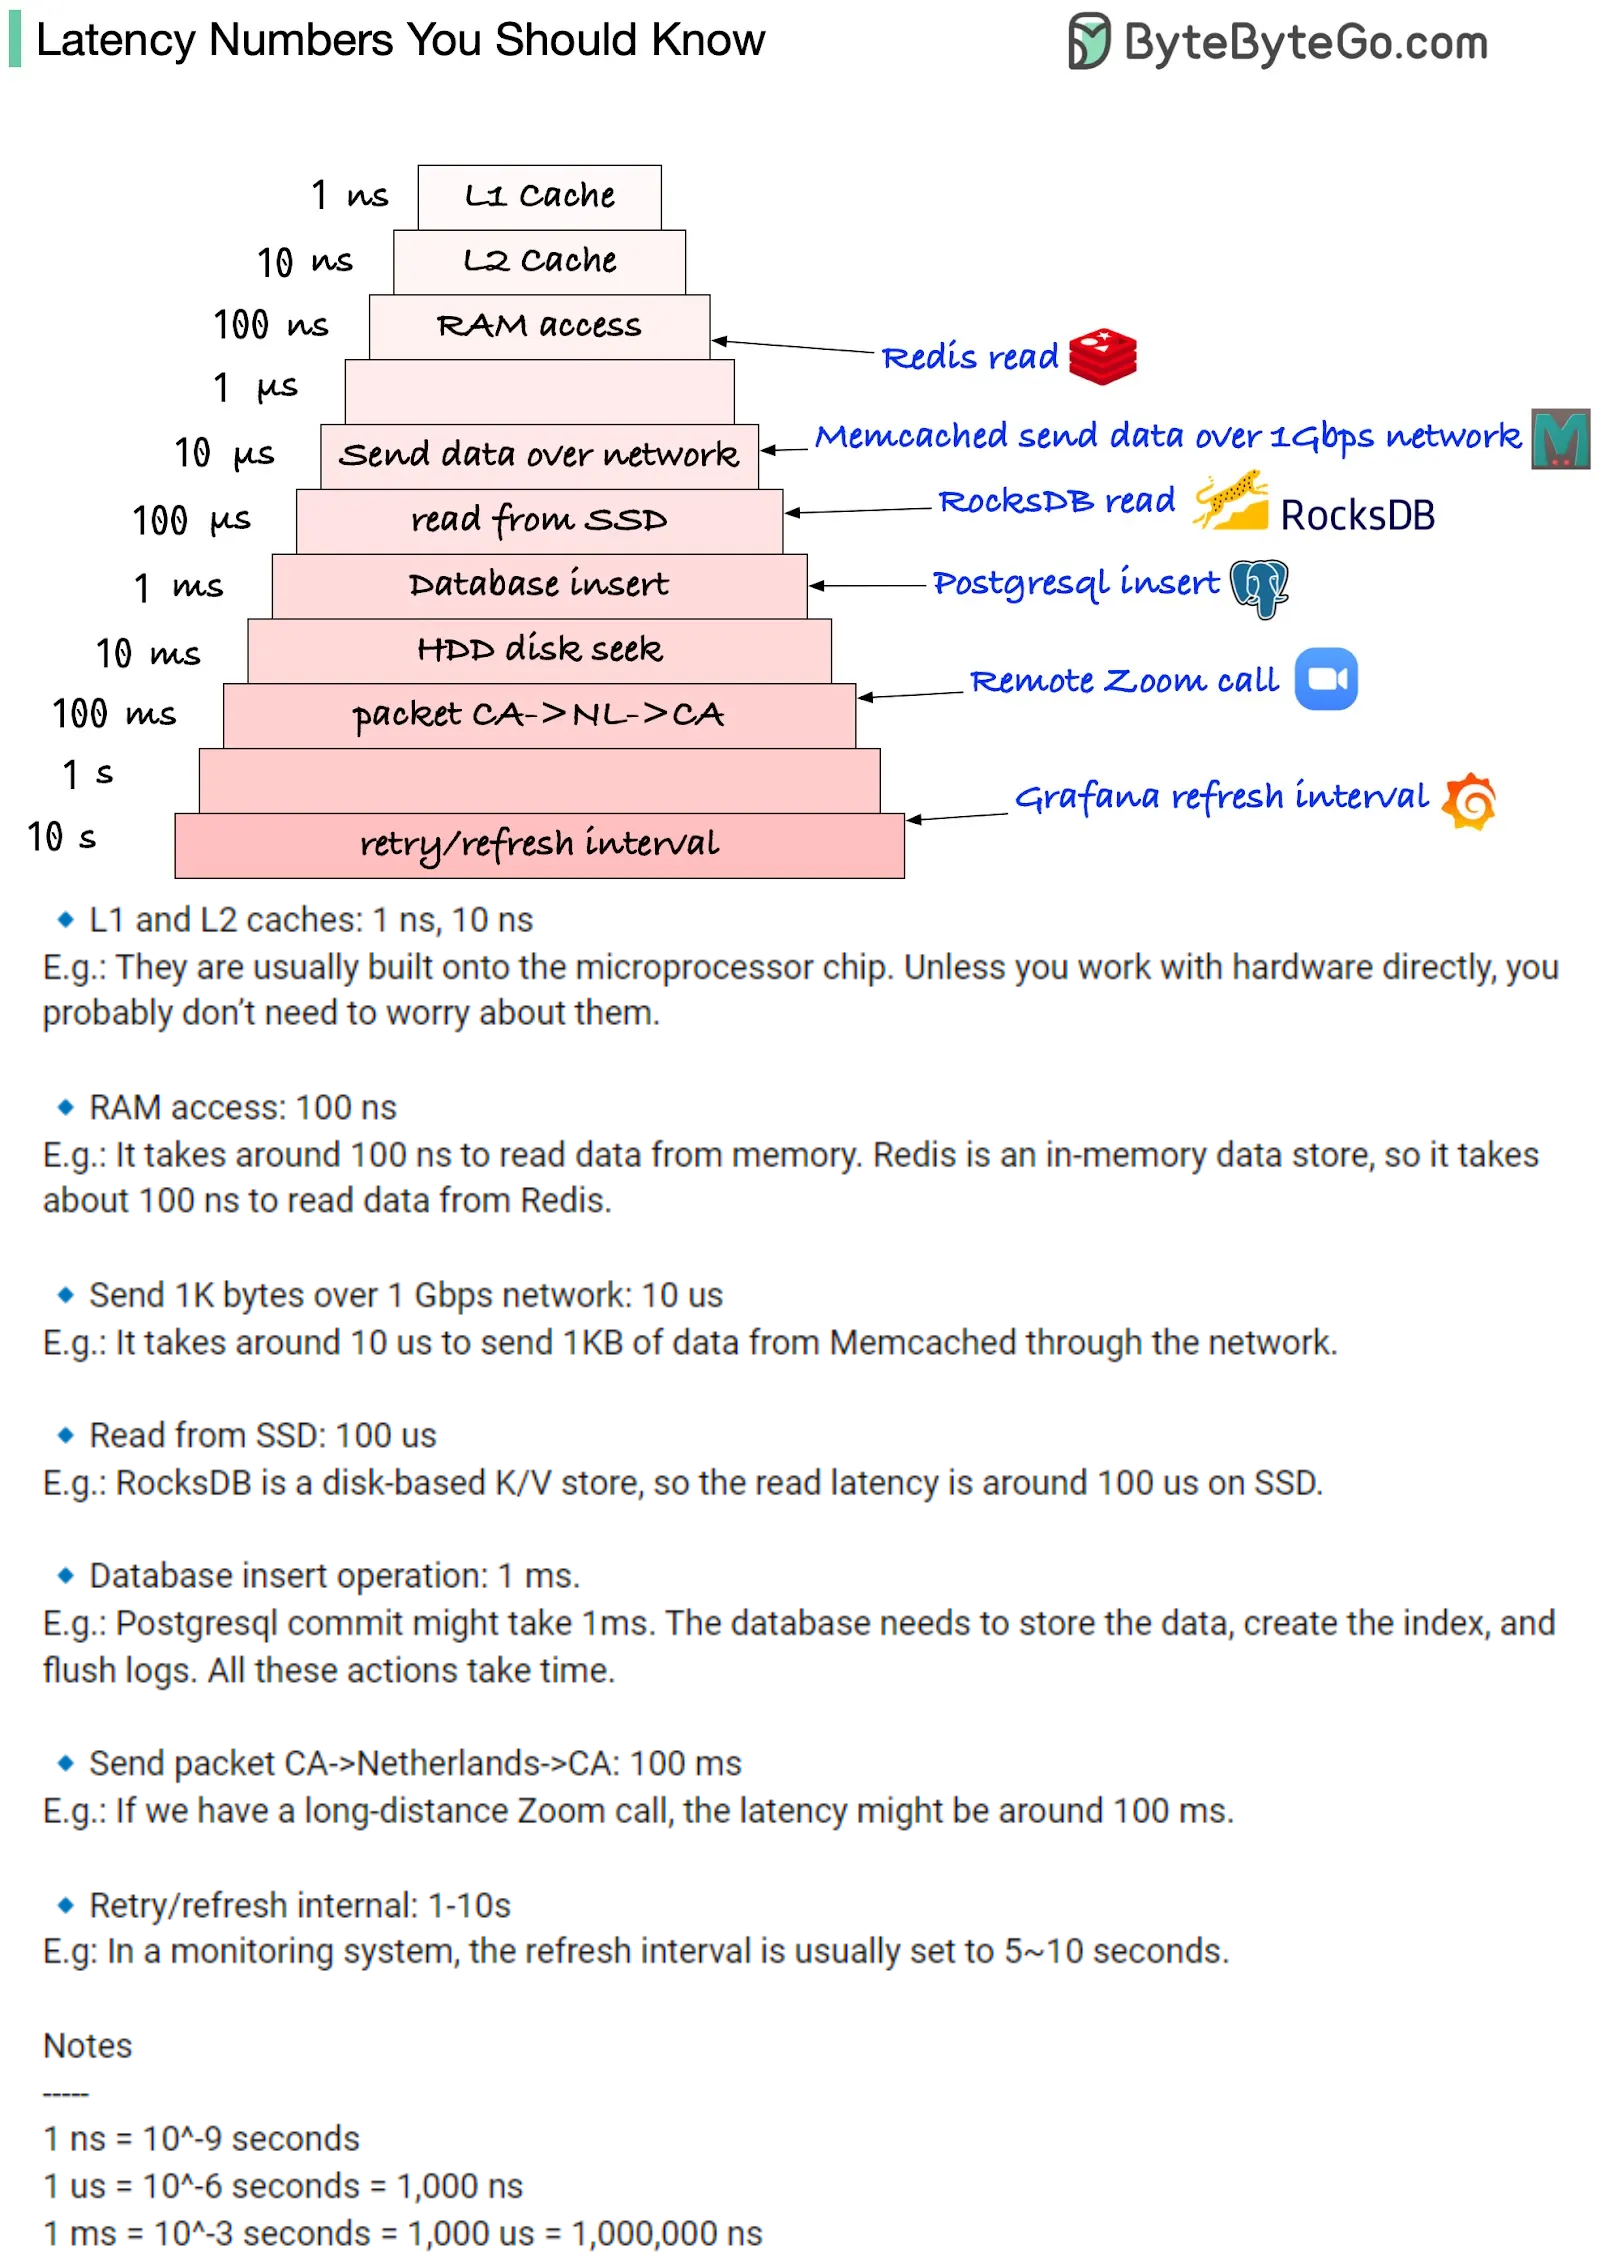 Latency Numbers You Should Know
ByteByteGo.com
1 ns
L1 Cache
10 ns
L2 Cache
100 ns
RAM access
Redis read
1 µs
10 µs
Send data over network
Memcached send data over 1Gbps network
M
100 µs
read from SSD
RocksDB read
RocksDB
1 ms
Database insert
Postgresql insert
10 ms
HDD disk seek
Remote Zoom call
100 ms
packet CA->NL->CA
1 s
Grafana refresh interval
10 s
retry/refresh interval
🔹 L1 and L2 caches: 1 ns, 10 ns
E.g.: They are usually built onto the microprocessor chip. Unless you work with hardware directly, you
probably don’t need to worry about them.
🔹 RAM access: 100 ns
E.g.: It takes around 100 ns to read data from memory. Redis is an in-memory data store, so it takes
about 100 ns to read data from Redis.
🔹 Send 1K bytes over 1 Gbps network: 10 us
E.g.: It takes around 10 us to send 1KB of data from Memcached through the network.
🔹 Read from SSD: 100 us
E.g.: RocksDB is a disk-based K/V store, so the read latency is around 100 us on SSD.
🔹 Database insert operation: 1 ms.
E.g.: Postgresql commit might take 1ms. The database needs to store the data, create the index, and
flush logs. All these actions take time.
🔹 Send packet CA->Netherlands->CA: 100 ms
E.g.: If we have a long-distance Zoom call, the latency might be around 100 ms.
🔹 Retry/refresh internal: 1-10s
E.g: In a monitoring system, the refresh interval is usually set to 5~10 seconds.
Notes
-----
1 ns = 10^-9 seconds
1 us = 10^-6 seconds = 1,000 ns
1 ms = 10^-3 seconds = 1,000 us = 1,000,000 ns